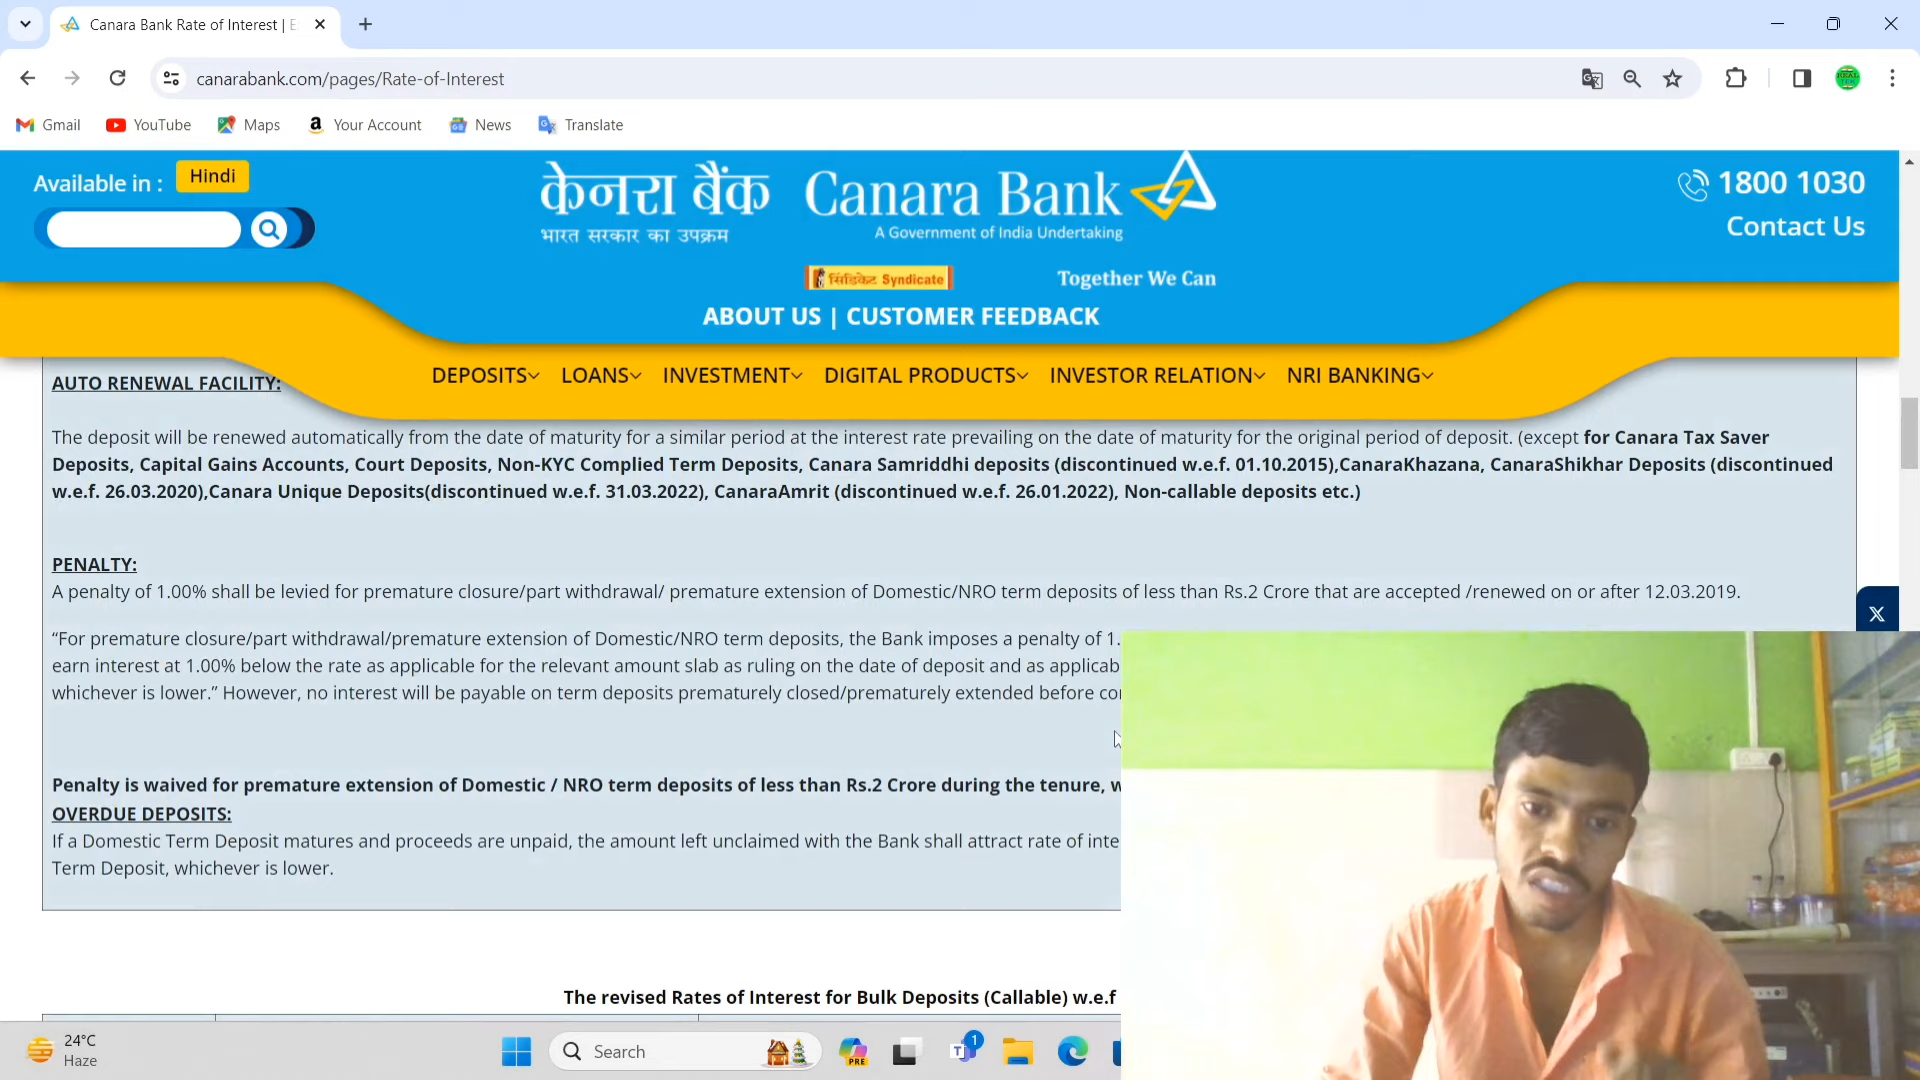 Canara Bank Rate of Interest | E
canarabank.com/pages/Rate-of-Interest
Gmail YouTube Maps Your Account News Translate
Available in : Hindi
केनरा बैंक Canara Bank
भारत सरकार का उपक्रम A Government of India Undertaking
सिंडिकेट Syndicate Together We Can
1800 1030
Contact Us
ABOUT US | CUSTOMER FEEDBACK
DEPOSITS LOANS INVESTMENT DIGITAL PRODUCTS INVESTOR RELATION NRI BANKING
AUTO RENEWAL FACILITY:
The deposit will be renewed automatically from the date of maturity for a similar period at the interest rate prevailing on the date of maturity for the original period of deposit. (except for Canara Tax Saver
Deposits, Capital Gains Accounts, Court Deposits, Non-KYC Complied Term Deposits, Canara Samriddhi deposits (discontinued w.e.f. 01.10.2015),CanaraKhazana, CanaraShikhar Deposits (discontinued
w.e.f. 26.03.2020),Canara Unique Deposits(discontinued w.e.f. 31.03.2022), CanaraAmrit (discontinued w.e.f. 26.01.2022), Non-callable deposits etc.)
PENALTY:
A penalty of 1.00% shall be levied for premature closure/part withdrawal/ premature extension of Domestic/NRO term deposits of less than Rs.2 Crore that are accepted /renewed on or after 12.03.2019.
“For premature closure/part withdrawal/premature extension of Domestic/NRO term deposits, the Bank imposes a penalty of 1.
earn interest at 1.00% below the rate as applicable for the relevant amount slab as ruling on the date of deposit and as applicab
whichever is lower.” However, no interest will be payable on term deposits prematurely closed/prematurely extended before co
Penalty is waived for premature extension of Domestic / NRO term deposits of less than Rs.2 Crore during the tenure, w
OVERDUE DEPOSITS:
If a Domestic Term Deposit matures and proceeds are unpaid, the amount left unclaimed with the Bank shall attract rate of inte
Term Deposit, whichever is lower.
The revised Rates of Interest for Bulk Deposits (Callable) w.e.f
24°C
Haze
Search
PRE
1